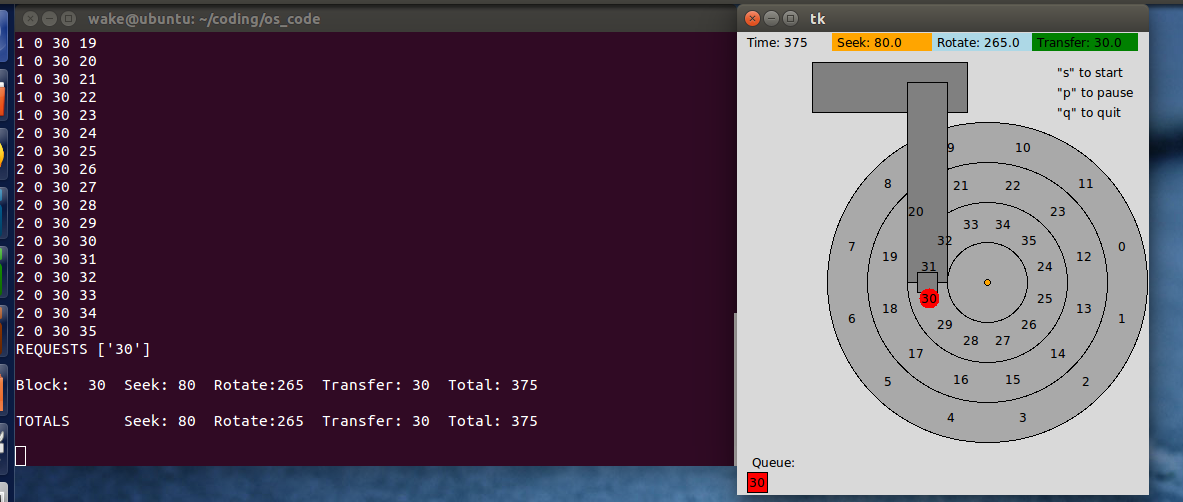 wake@ubuntu: ~/coding/os_code
1 0 30 19
1 0 30 20
1 0 30 21
1 0 30 22
1 0 30 23
2 0 30 24
2 0 30 25
2 0 30 26
2 0 30 27
2 0 30 28
2 0 30 29
2 0 30 30
2 0 30 31
2 0 30 32
2 0 30 33
2 0 30 34
2 0 30 35
REQUESTS ['30']
Block:  30  Seek: 80  Rotate:265  Transfer: 30  Total: 375
TOTALS      Seek: 80  Rotate:265  Transfer: 30  Total: 375
tk
Time: 375 Seek: 80.0 Rotate: 265.0 Transfer: 30.0
"s" to start
"p" to pause
"q" to quit
9 10
8 21 22 11
20 33 34 23
7 32 35 0
19 31 24 12
18 30 25 13
6 29 26 1
17 28 27 14
5 16 15 2
4 3
Queue:
30